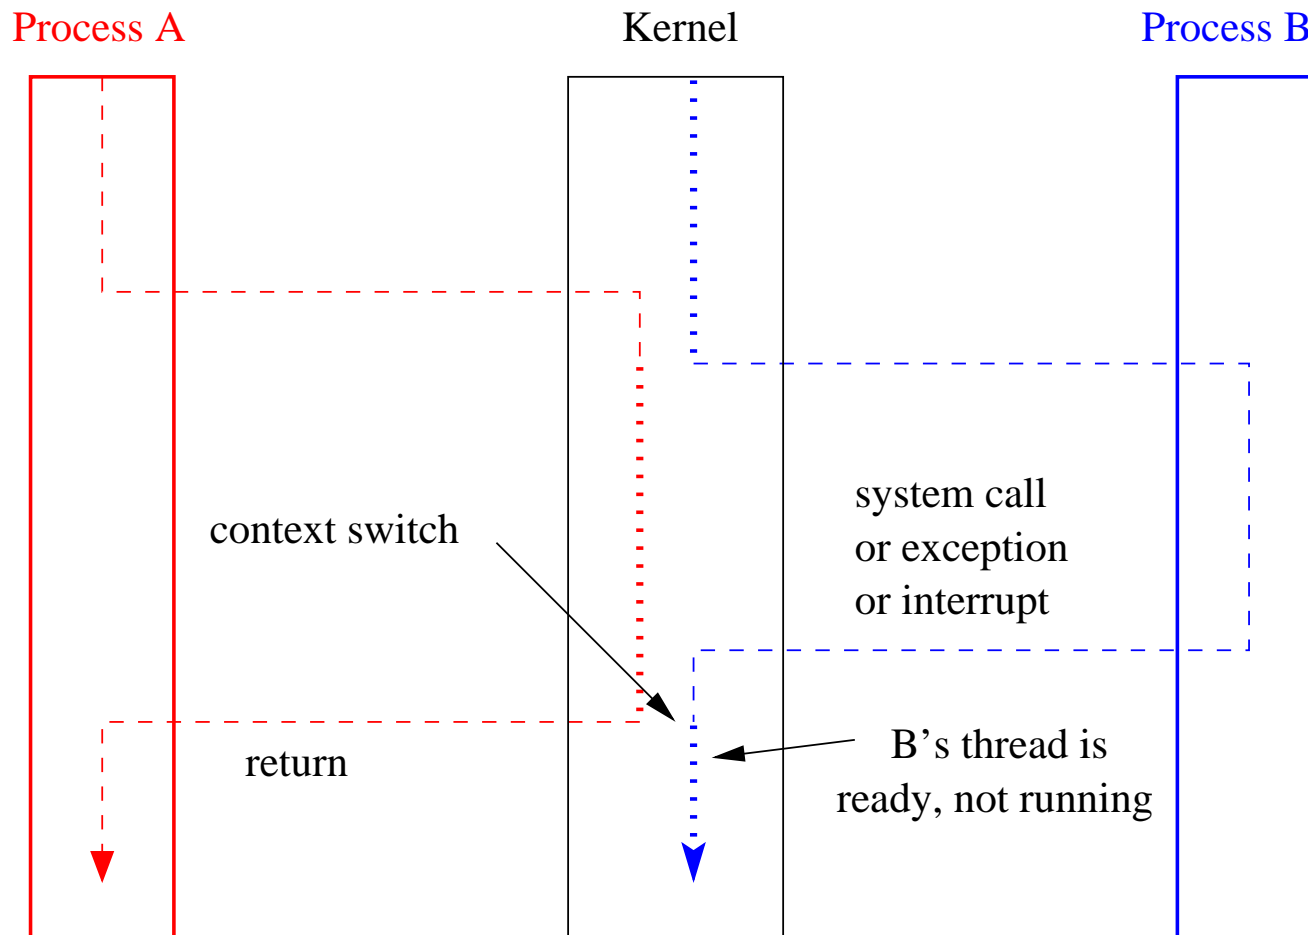 Process A
Kernel
Process B
system call
context switch
or exception
or interrupt
B’s thread is
return
ready, not running